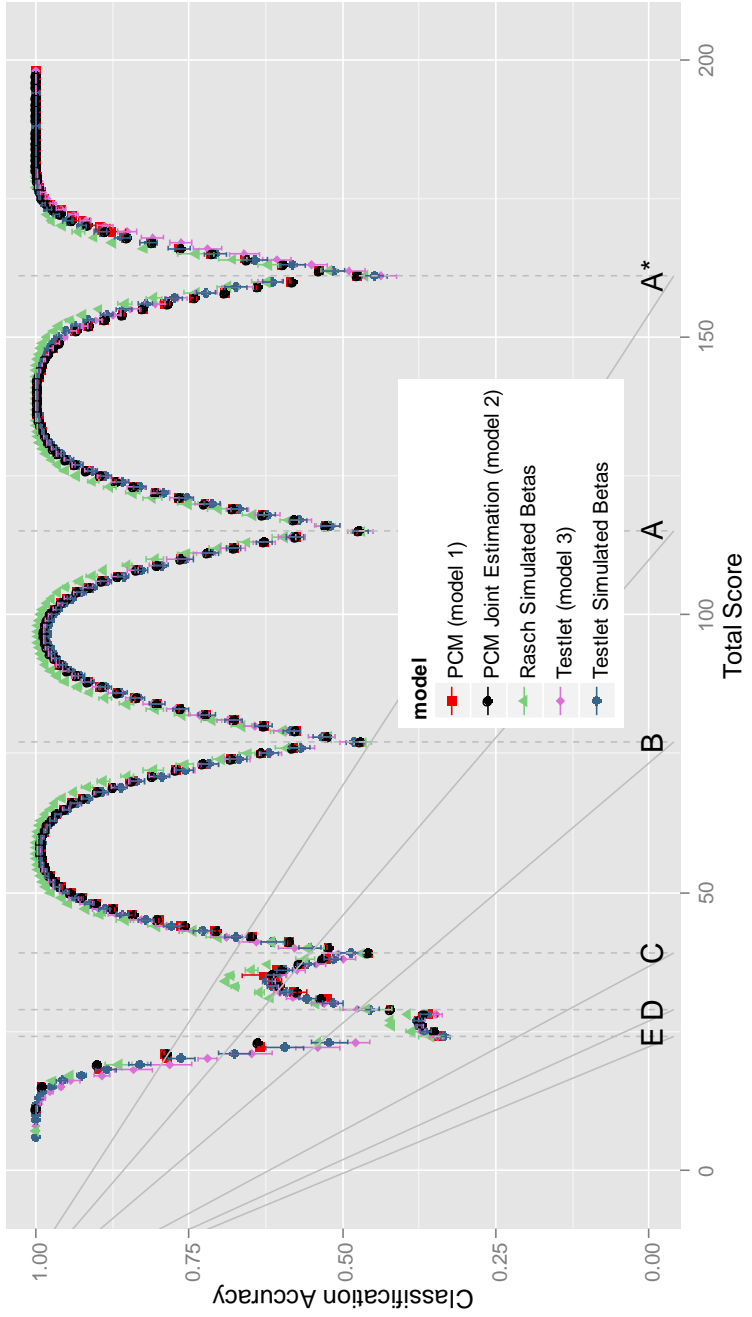 Classification Accuracy
1.00
0.75
0.50
0.25
0.00
E
D
C
B
A
A*
model
PCM (model 1)
PCM Joint Estimation (model 2)
Rasch Simulated Betas
Testlet (model 3)
Testlet Simulated Betas
0
50
100
150
200
Total Score